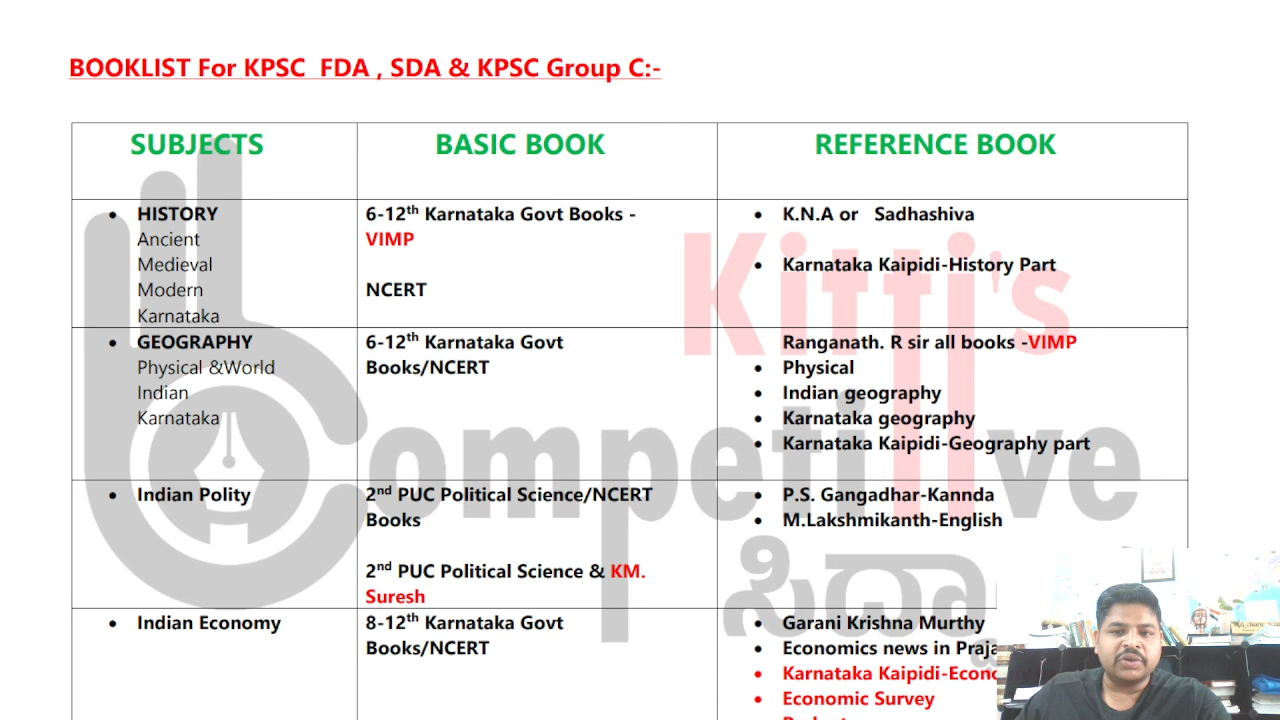 BOOKLIST For KPSC FDA , SDA & KPSC Group C:-
SUBJECTS
BASIC BOOK
REFERENCE BOOK
• HISTORY
Ancient
Medieval
Modern
Karnataka
6-12th Karnataka Govt Books -
VIMP
NCERT
• K.N.A or Sadhashiva
• Karnataka Kaipidi-History Part
• GEOGRAPHY
Physical &World
Indian
Karnataka
6-12th Karnataka Govt
Books/NCERT
Ranganath. R sir all books -VIMP
• Physical
• Indian geography
• Karnataka geography
• Karnataka Kaipidi-Geography part
• Indian Polity
2nd PUC Political Science/NCERT
Books
2nd PUC Political Science & KM.
Suresh
• P.S. Gangadhar-Kannda
• M.Lakshmikanth-English
• Indian Economy
8-12th Karnataka Govt
Books/NCERT
• Garani Krishna Murthy
• Economics news in
• Karnataka
• Economic Survey
Kitti's
Competitive